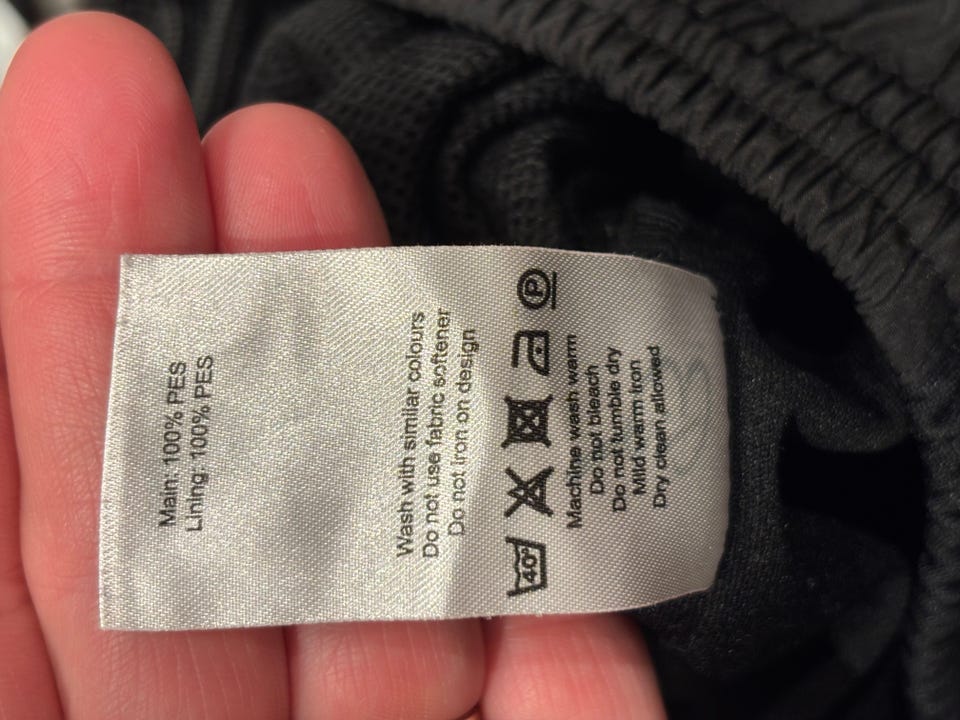 Main: 100% PES
Lining: 100% PES
Wash with similar colours
Do not use fabric softener
Do not iron on design
40° P
Machine wash warm
Do not bleach
Do not tumble dry
Mild warm iron
Dry clean allowed